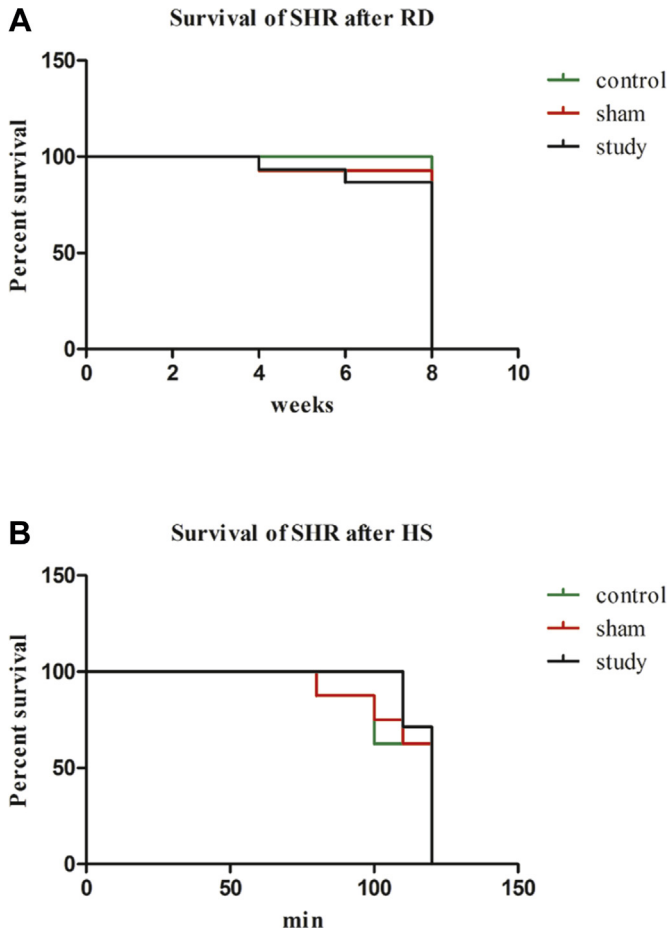 A
Survival of SHR after RD
Percent survival
150
100
50
0
0 2 4 6 8 10
weeks
control
sham
study
B
Survival of SHR after HS
Percent survival
150
100
50
0
0 50 100 150
min
control
sham
study